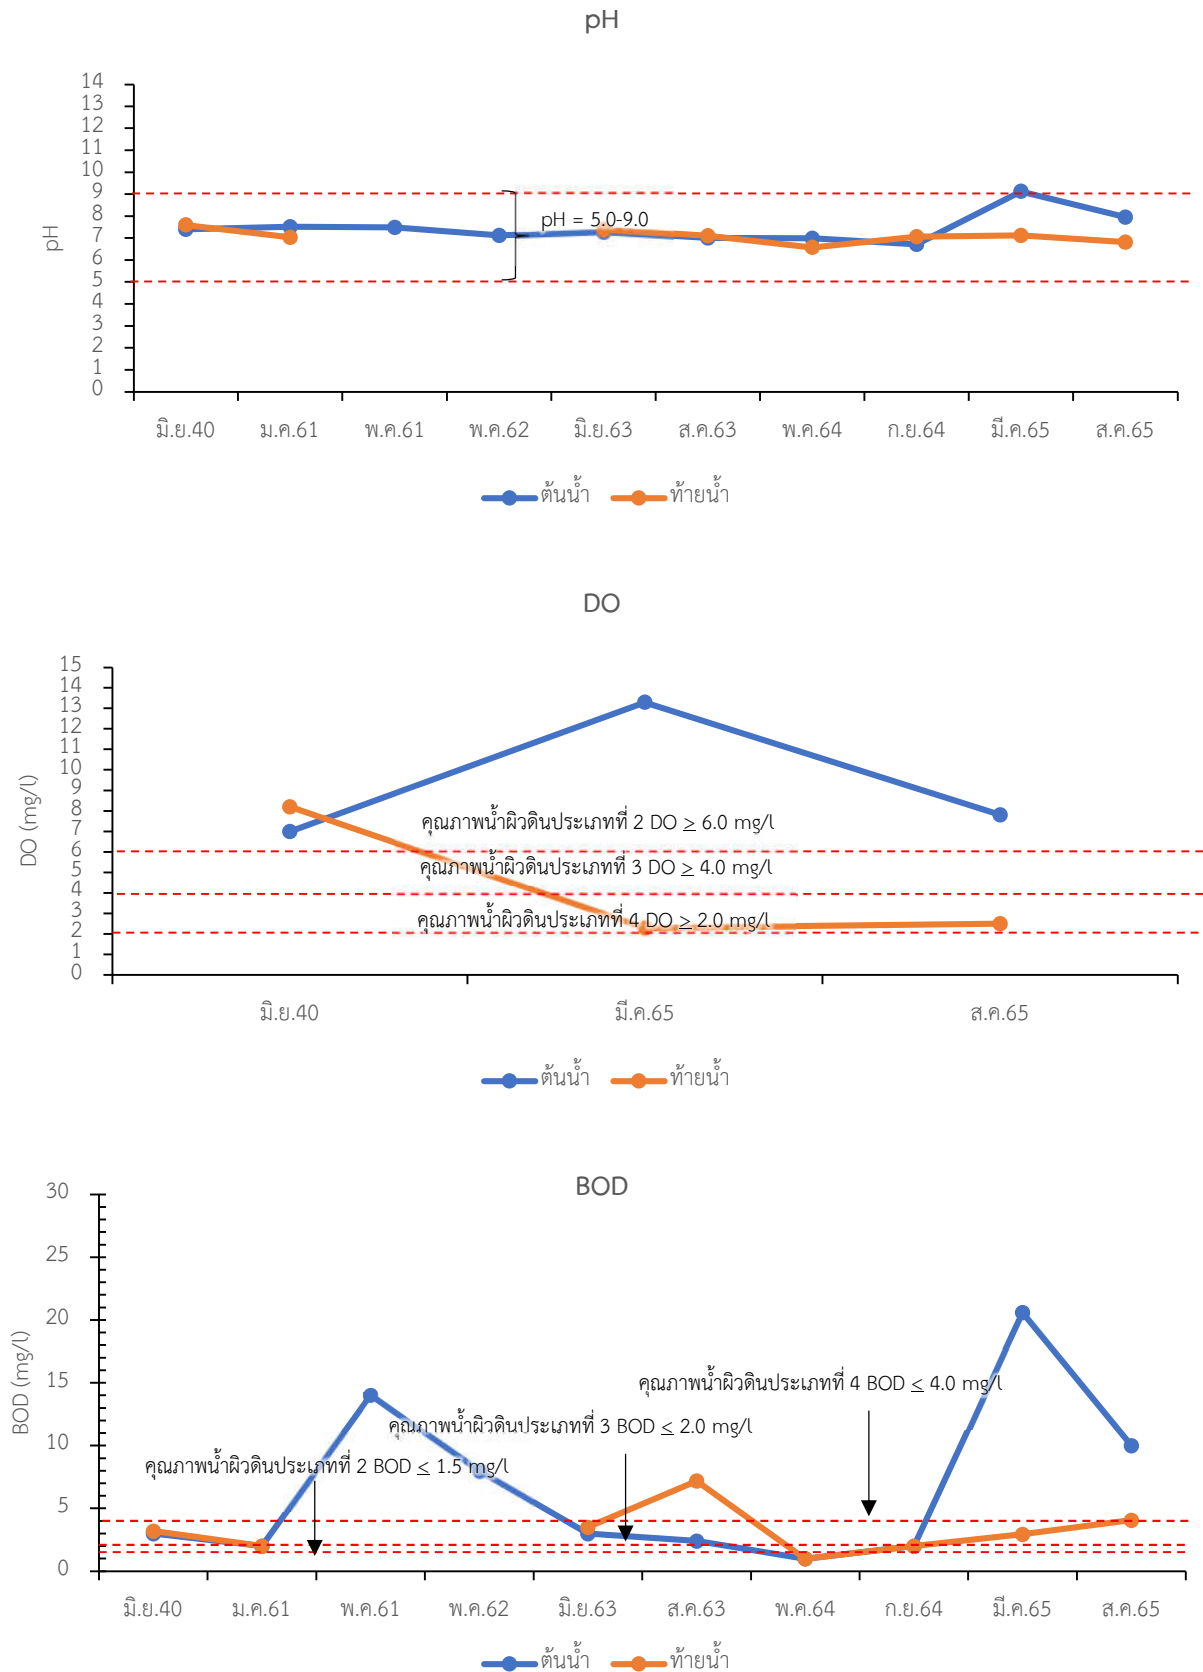 pH
14
13
12
11
10
9
8
7
6
5
4
3
2
1
0
pH
pH = 5.0-9.0
มิ.ย.40 ม.ค.61 พ.ค.61 พ.ค.62 มิ.ย.63 ส.ค.63 พ.ค.64 ก.ย.64 มี.ค.65 ส.ค.65
ต้นน้ำ ท้ายน้ำ
DO
15
14
13
12
11
10
9
8
7
6
5
4
3
2
1
0
DO (mg/l)
คุณภาพน้ำผิวดินประเภทที่ 2 DO ≥ 6.0 mg/l
คุณภาพน้ำผิวดินประเภทที่ 3 DO ≥ 4.0 mg/l
คุณภาพน้ำผิวดินประเภทที่ 4 DO ≥ 2.0 mg/l
มิ.ย.40 มี.ค.65 ส.ค.65
ต้นน้ำ ท้ายน้ำ
BOD
30
25
20
15
10
5
0
BOD (mg/l)
คุณภาพน้ำผิวดินประเภทที่ 4 BOD ≤ 4.0 mg/l
คุณภาพน้ำผิวดินประเภทที่ 3 BOD ≤ 2.0 mg/l
คุณภาพน้ำผิวดินประเภทที่ 2 BOD ≤ 1.5 mg/l
มิ.ย.40 ม.ค.61 พ.ค.61 พ.ค.62 มิ.ย.63 ส.ค.63 พ.ค.64 ก.ย.64 มี.ค.65 ส.ค.65
ต้นน้ำ ท้ายน้ำ